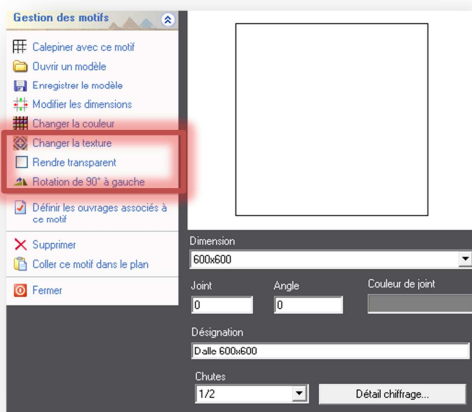 Gestion des motifs
Calepiner avec ce motif
Ouvrir un modèle
Enregistrer le modèle
Modifier les dimensions
Changer la couleur
Changer la texture
Rendre transparent
Rotation de 90° à gauche
Définir les ouvrages associés à
ce motif
Supprimer
Coller ce motif dans le plan
Fermer
Dimension
600x600
Joint
Angle
Couleur de joint
0
0
Désignation
Dalle 600x600
Chutes
1/2
Détail chiffrage...